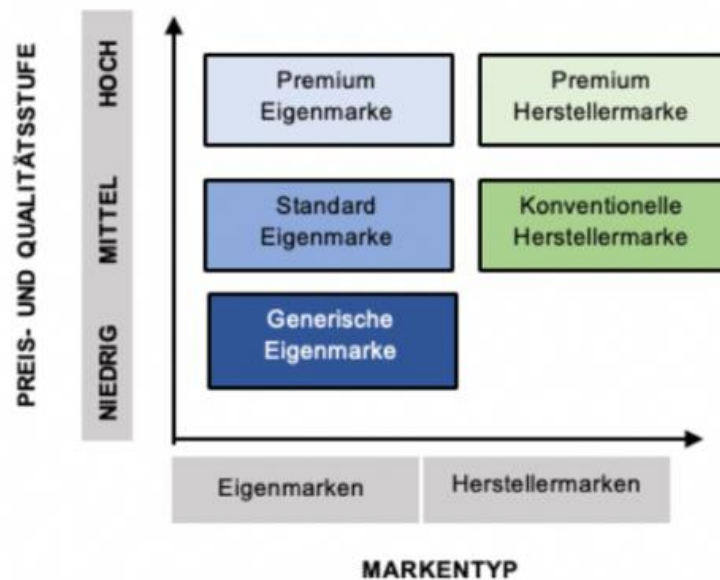 PREIS- UND QUALITÄTSSTUFE
HOCH
MITTEL
NIEDRIG
Premium
Eigenmarke
Premium
Herstellermarke
Standard
Eigenmarke
Konventionelle
Herstellermarke
Generische
Eigenmarke
Eigenmarken
Herstellermarken
MARKENTYP